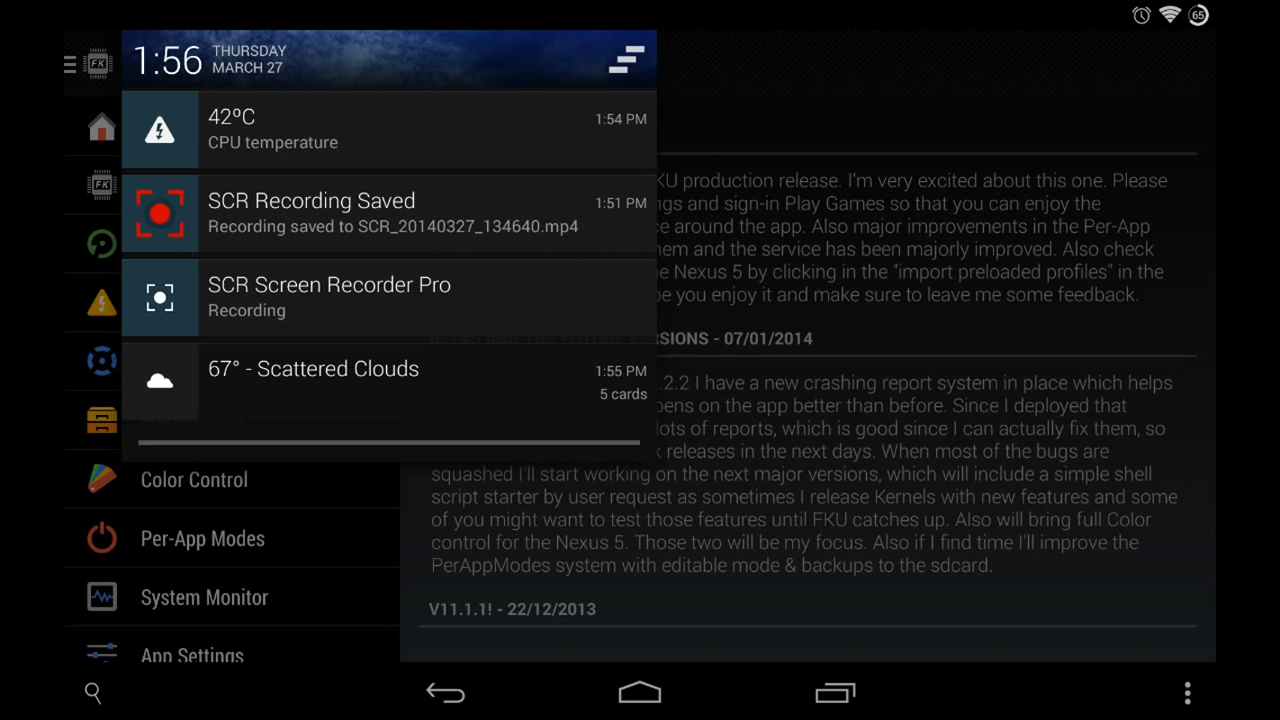 65
1:56 THURSDAY
MARCH 27
FK
42ºC 1:54 PM
CPU temperature
SCR Recording Saved 1:51 PM
Recording saved to SCR_20140327_134640.mp4
SCR Screen Recorder Pro
Recording
67° - Scattered Clouds 1:55 PM
5 cards
FK
Color Control
Per-App Modes
System Monitor
App Settings
KU production release. I'm very excited about this one. Please
ngs and sign-in Play Games so that you can enjoy the
e around the app. Also major improvements in the Per-App
em and the service has been majorly improved. Also check
e Nexus 5 by clicking in the "import preloaded profiles" in the
pe you enjoy it and make sure to leave me some feedback.
SIONS - 07/01/2014
.2.2 I have a new crashing report system in place which helps
pens on the app better than before. Since I deployed that
lots of reports, which is good since I can actually fix them, so
x releases in the next days. When most of the bugs are
squashed I'll start working on the next major versions, which will include a simple shell
script starter by user request as sometimes I release Kernels with new features and some
of you might want to test those features until FKU catches up. Also will bring full Color
control for the Nexus 5. Those two will be my focus. Also if I find time I'll improve the
PerAppModes system with editable mode & backups to the sdcard.
V11.1.1! - 22/12/2013